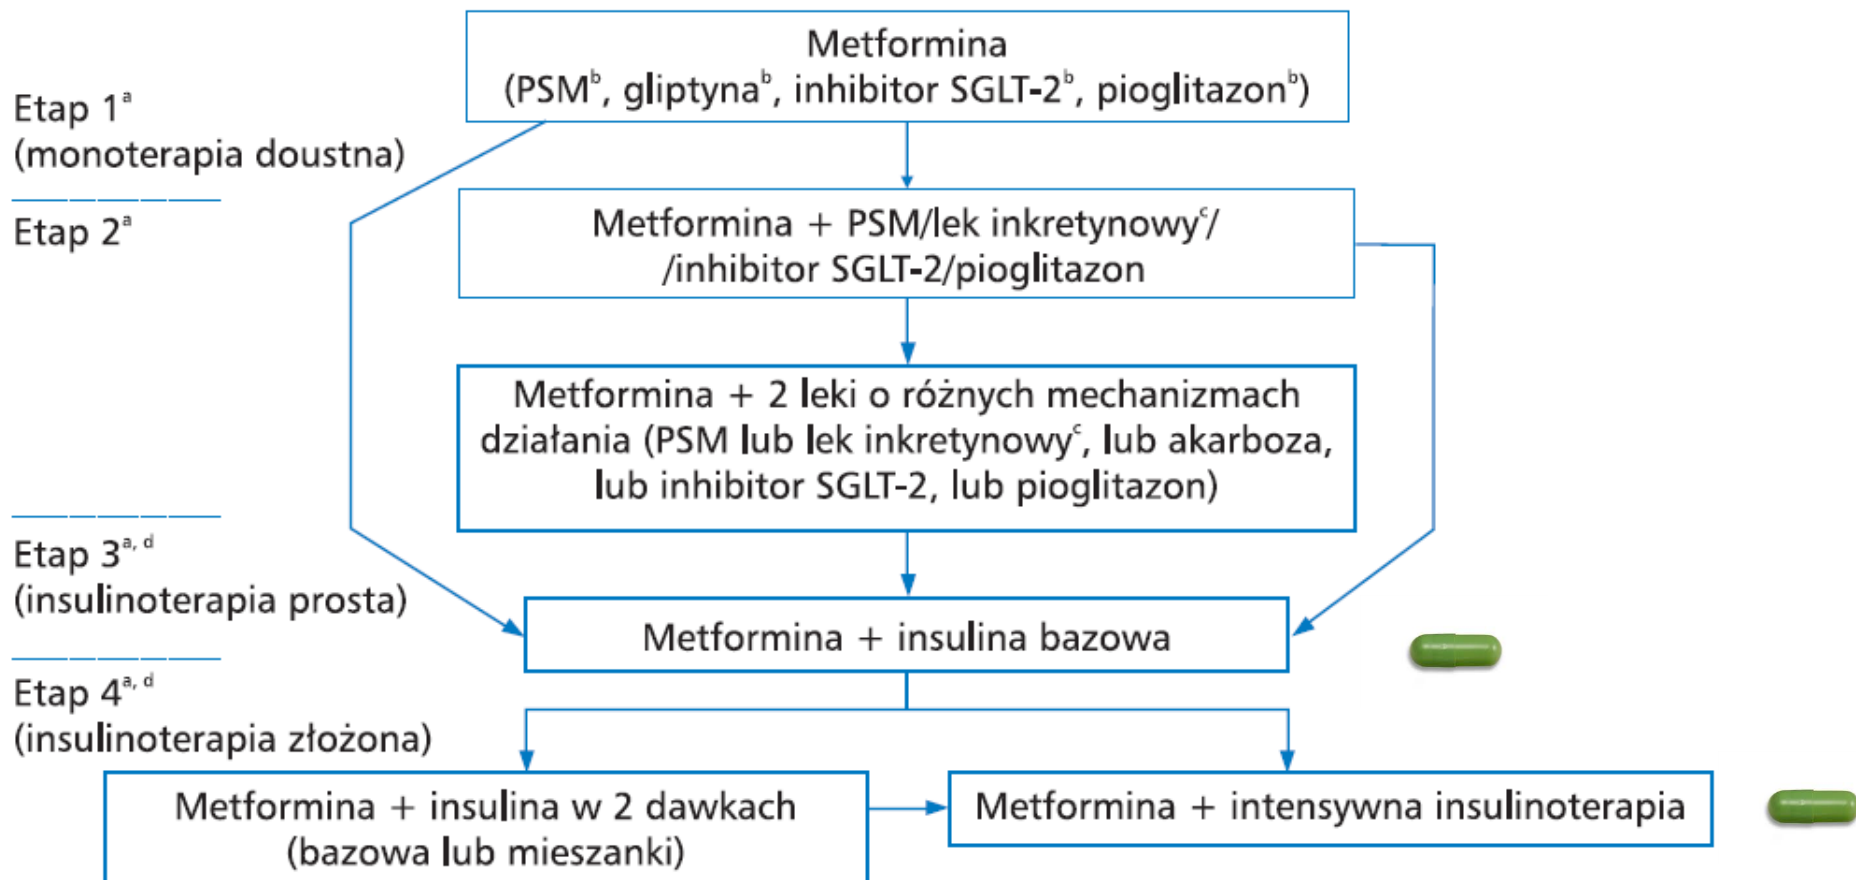 Metformina
(PSMᵇ, gliptynaᵇ, inhibitor SGLT-2ᵇ, pioglitazonᵇ)
Etap 1ᵃ
(monoterapia doustna)
Etap 2ᵃ
Metformina + PSM/lek inkretynowyᶜ/
/inhibitor SGLT-2/pioglitazon
Metformina + 2 leki o różnych mechanizmach
działania (PSM lub lek inkretynowyᶜ, lub akarboza,
lub inhibitor SGLT-2, lub pioglitazon)
Etap 3ᵃ, ᵈ
(insulinoterapia prosta)
Metformina + insulina bazowa
Etap 4ᵃ, ᵈ
(insulinoterapia złożona)
Metformina + insulina w 2 dawkach
(bazowa lub mieszanki)
Metformina + intensywna insulinoterapia